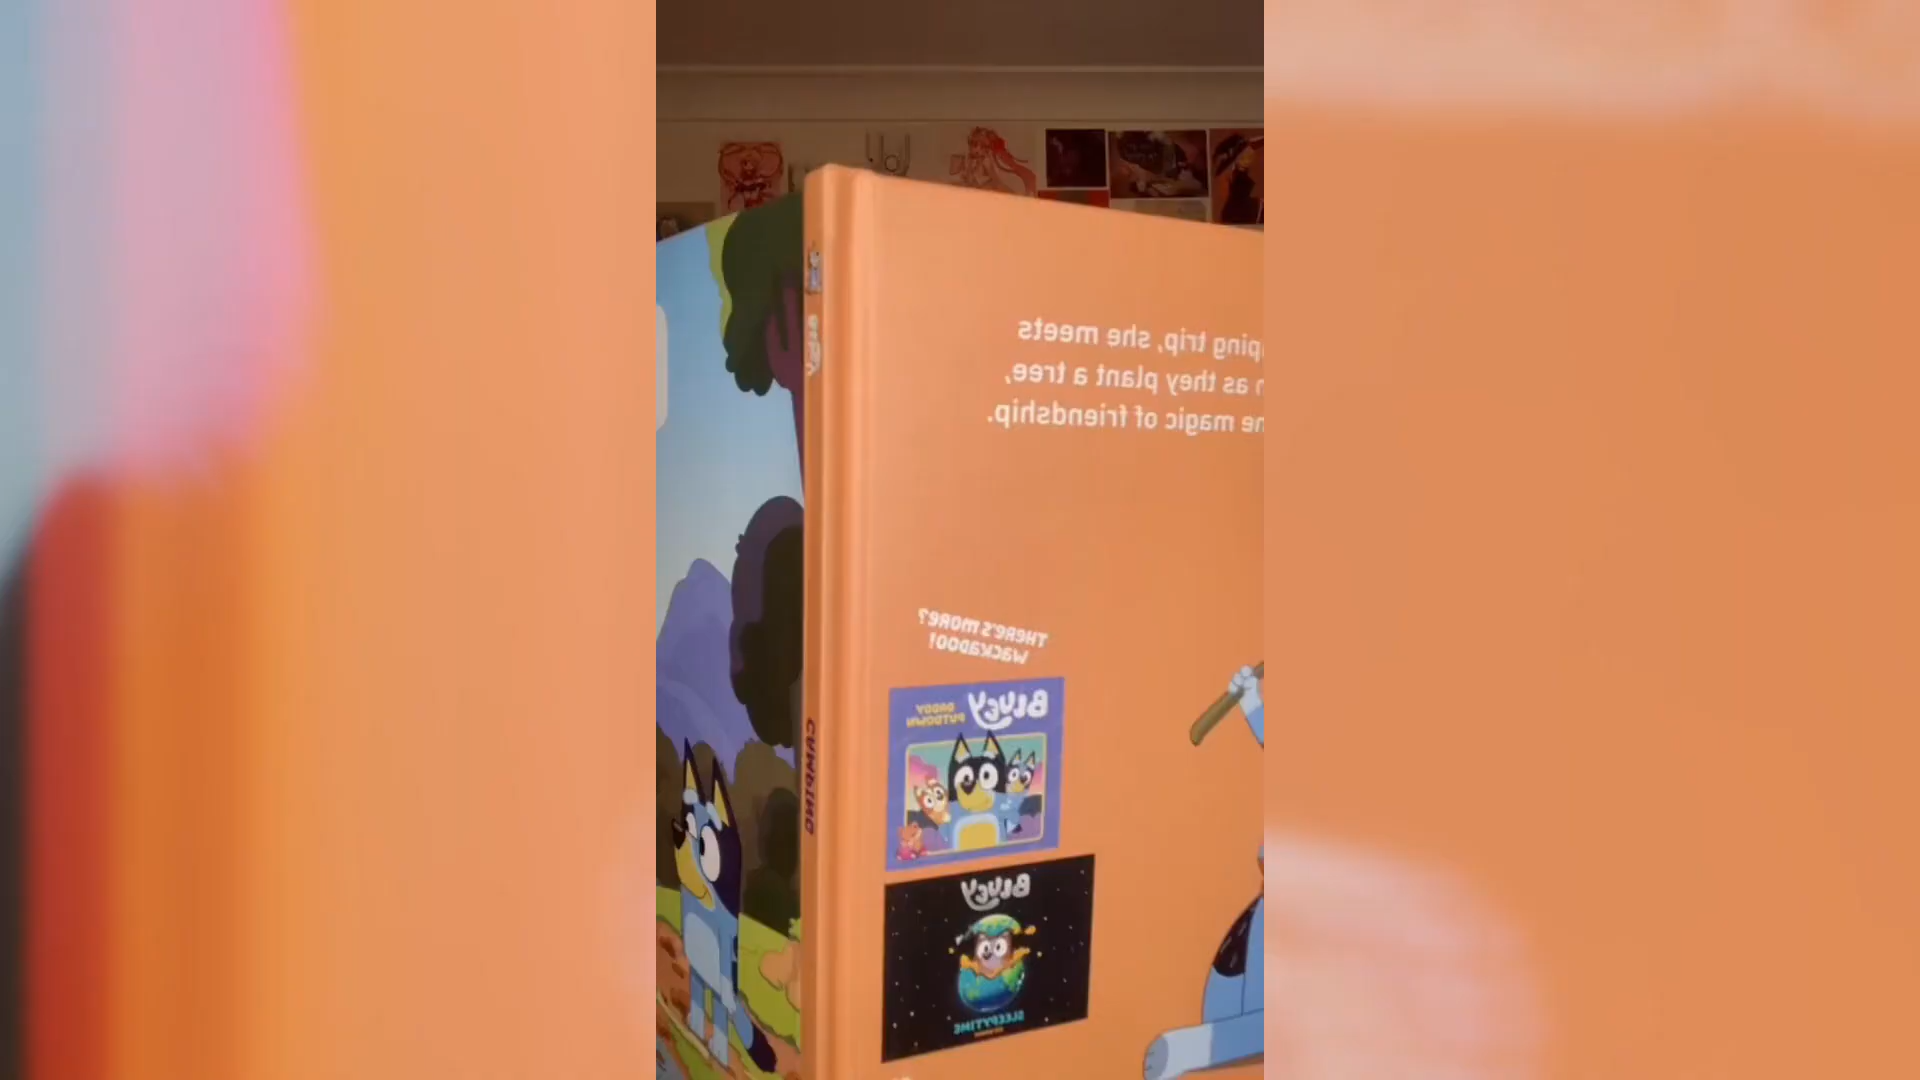 ping trip, she meets
as they plant a tree,
magic of friendship.
THERE'S MORE?
WACKADOO!
BLUEY
DADDY
PUTDOWN
BLUEY
SLEEPYTIME
CAMPING